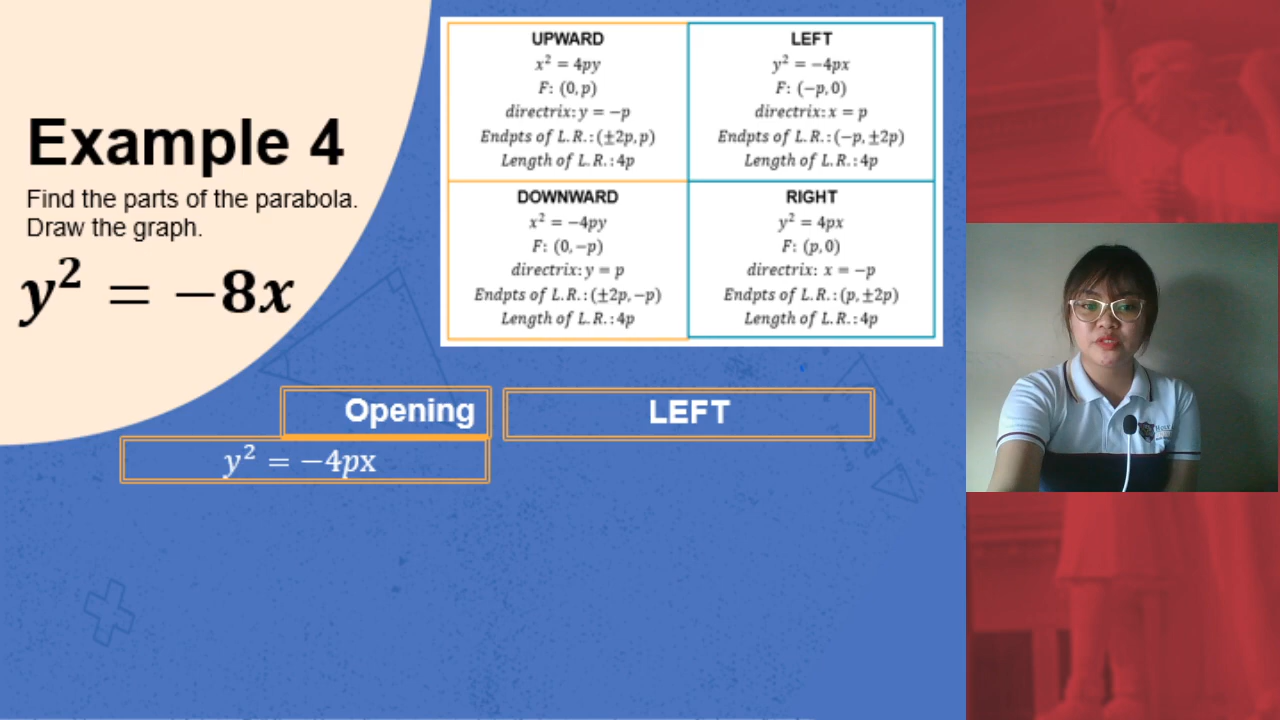 Example 4
Find the parts of the parabola.
Draw the graph.
y² = −8x
UPWARD
x² = 4py
F: (0, p)
directrix: y = −p
Endpts of L.R.: (±2p, p)
Length of L.R.: 4p
LEFT
y² = −4px
F: (−p, 0)
directrix: x = p
Endpts of L.R.: (−p, ±2p)
Length of L.R.: 4p
DOWNWARD
x² = −4py
F: (0, −p)
directrix: y = p
Endpts of L.R.: (±2p, −p)
Length of L.R.: 4p
RIGHT
y² = 4px
F: (p, 0)
directrix: x = −p
Endpts of L.R.: (p, ±2p)
Length of L.R.: 4p
Opening
LEFT
y² = −4px